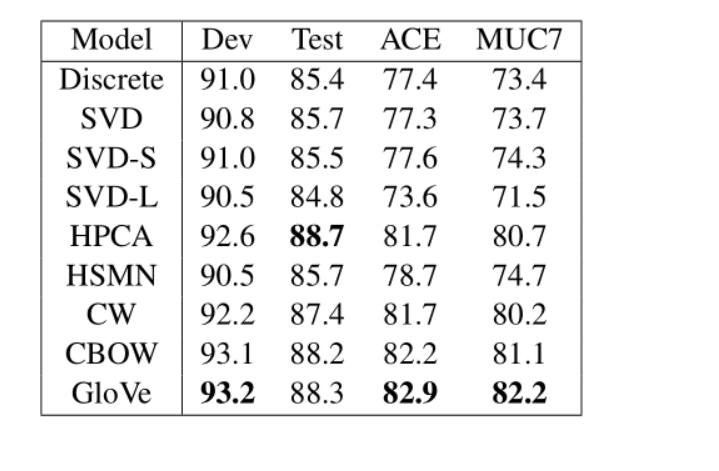 Model Dev Test ACE MUC7
Discrete 91.0 85.4 77.4 73.4
SVD 90.8 85.7 77.3 73.7
SVD-S 91.0 85.5 77.6 74.3
SVD-L 90.5 84.8 73.6 71.5
HPCA 92.6 88.7 81.7 80.7
HSMN 90.5 85.7 78.7 74.7
CW 92.2 87.4 81.7 80.2
CBOW 93.1 88.2 82.2 81.1
GloVe 93.2 88.3 82.9 82.2